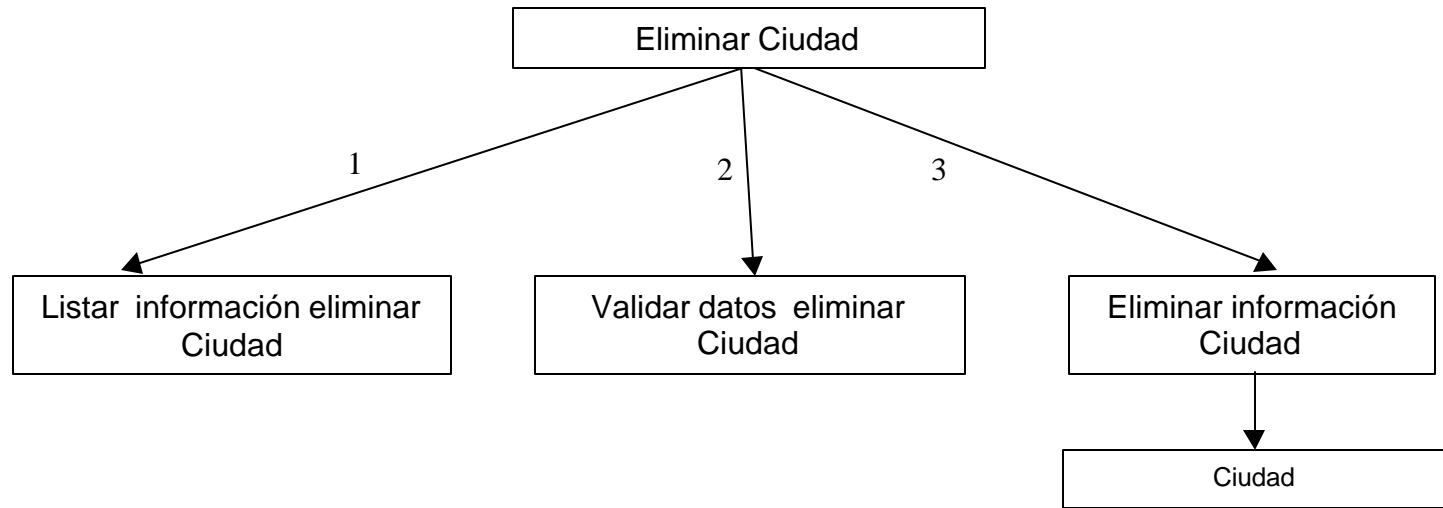 Eliminar Ciudad
1
2
3
Listar información eliminar
Ciudad
Validar datos eliminar
Ciudad
Eliminar información
Ciudad
Ciudad